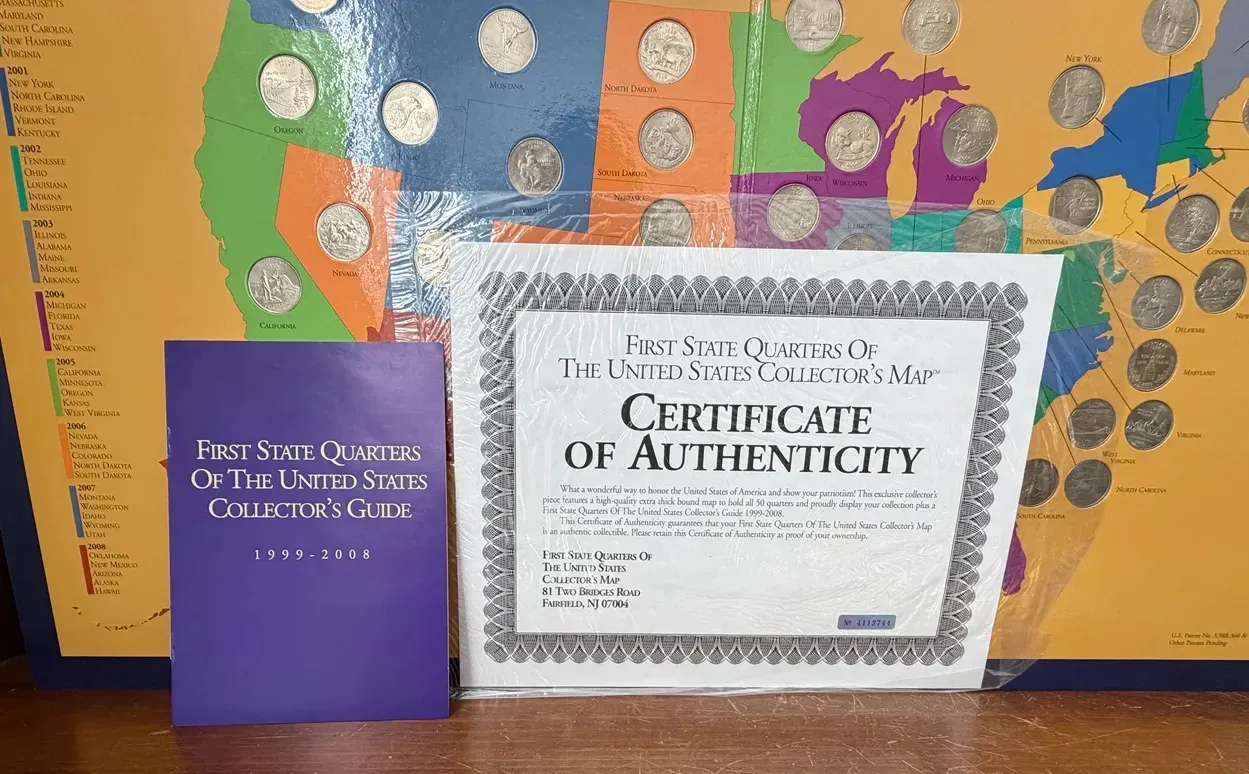 MARYLAND
SOUTH CAROLINA
NEW HAMPSHIRE
VIRGINIA
2001
NEW YORK
NORTH CAROLINA
RHODE ISLAND
VERMONT
KENTUCKY
2002
TENNESSEE
OHIO
LOUISIANA
INDIANA
MISSISSIPPI
2003
ILLINOIS
ALABAMA
MAINE
MISSOURI
ARKANSAS
2004
MICHIGAN
FLORIDA
TEXAS
IOWA
WISCONSIN
2005
CALIFORNIA
MINNESOTA
OREGON
KANSAS
WEST VIRGINIA
2006
NEVADA
NEBRASKA
COLORADO
NORTH DAKOTA
SOUTH DAKOTA
2007
MONTANA
WASHINGTON
IDAHO
WYOMING
UTAH
2008
OKLAHOMA
NEW MEXICO
ARIZONA
ALASKA
HAWAII
OREGON
IDAHO
MONTANA
WYOMING
NEVADA
CALIFORNIA
NORTH DAKOTA
SOUTH DAKOTA
NEBRASKA
IOWA
WISCONSIN
MICHIGAN
ILLINOIS
OHIO
NEW YORK
PENNSYLVANIA
DELAWARE
MARYLAND
VIRGINIA
WEST
VIRGINIA
NORTH CAROLINA
SOUTH CAROLINA
FIRST STATE QUARTERS
OF THE UNITED STATES
COLLECTOR'S GUIDE
1999-2008
FIRST STATE QUARTERS OF
THE UNITED STATES COLLECTOR'S MAP™
CERTIFICATE
OF AUTHENTICITY
What a wonderful way to honor the United States of America and show your patriotism! This exclusive collector's
piece features a high-quality extra thick bound map to hold all 50 quarters and proudly display your collection plus a
First State Quarters Of The United States Collector's Guide 1999-2008.
This Certificate of Authenticity guarantees that your First State Quarters Of The United States Collector's Map
is an authentic collectible. Please retain this Certificate of Authenticity as proof of your ownership.
FIRST STATE QUARTERS OF
THE UNITED STATES
COLLECTOR'S MAP
81 TWO BRIDGES ROAD
FAIRFIELD, NJ 07004
Nº 4113744
U.S. Patent No. 5,988,366 &
Other Patents Pending